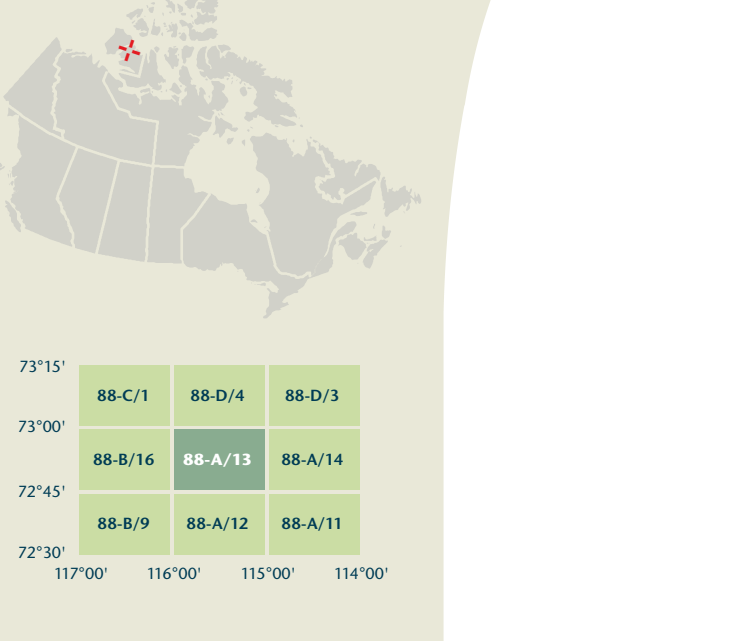 73°15'
88-C/1 88-D/4 88-D/3
73°00'
88-B/16 88-A/13 88-A/14
72°45'
88-B/9 88-A/12 88-A/11
72°30'
117°00' 116°00' 115°00' 114°00'